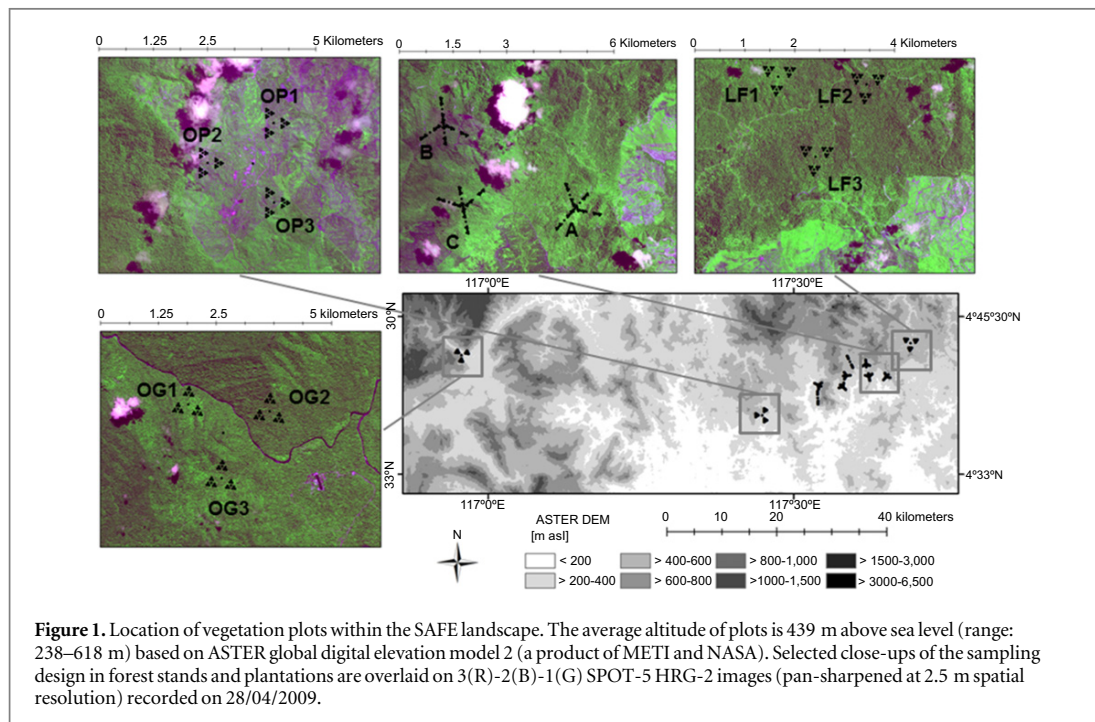 0 1.25 2.5 5 Kilometers
0 1.5 3 6 Kilometers
0 1 2 4 Kilometers
OP1
OP2
OP3
B
C
A
LF1
LF2
LF3
117°0'E
117°30'E
0 1.25 2.5 5 kilometers
OG1
OG2
OG3
30°N
33°N
4°45'30"N
4°33'N
117°0'E
117°30'E
N
ASTER DEM
[m asl]
0 10 20 40 kilometers
< 200
> 400-600
> 800-1,000
> 1500-3,000
> 200-400
> 600-800
>1000-1,500
> 3000-6,500
Figure 1. Location of vegetation plots within the SAFE landscape. The average altitude of plots is 439 m above sea level (range:
238–618 m) based on ASTER global digital elevation model 2 (a product of METI and NASA). Selected close-ups of the sampling
design in forest stands and plantations are overlaid on 3(R)-2(B)-1(G) SPOT-5 HRG-2 images (pan-sharpened at 2.5 m spatial
resolution) recorded on 28/04/2009.